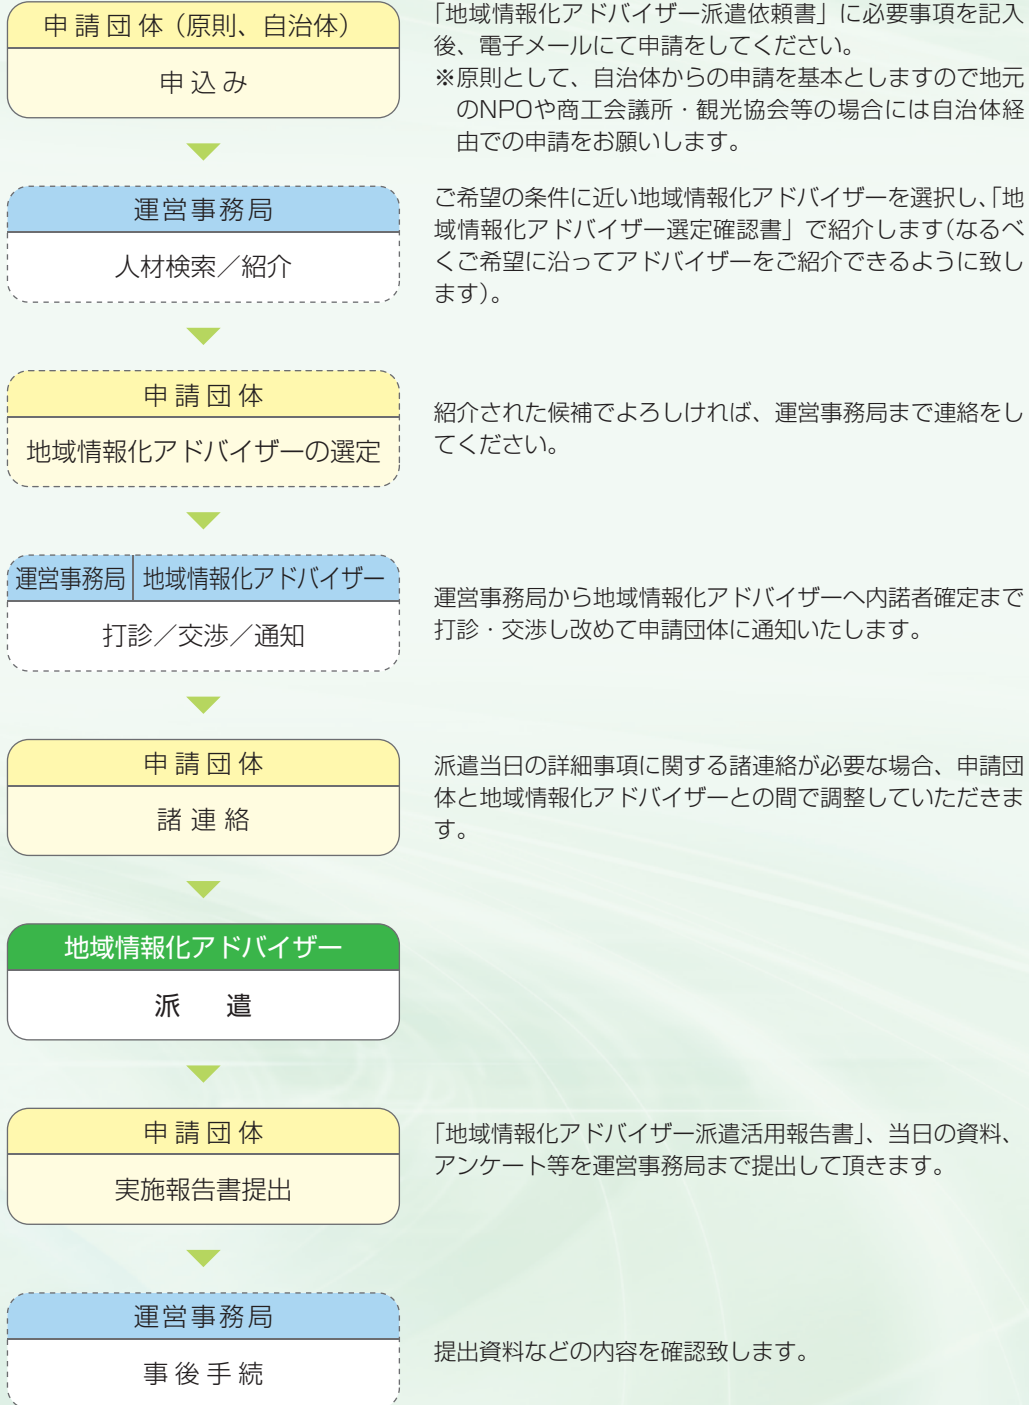 申請団体（原則、自治体）
申込み
「地域情報化アドバイザー派遣依頼書」に必要事項を記入
後、電子メールにて申請をしてください。
※原則として、自治体からの申請を基本としますので地元
のNPOや商工会議所・観光協会等の場合には自治体経
由での申請をお願いします。
運営事務局
人材検索／紹介
ご希望の条件に近い地域情報化アドバイザーを選択し、「地
域情報化アドバイザー選定確認書」で紹介します（なるべ
くご希望に沿ってアドバイザーをご紹介できるように致し
ます）。
申請団体
地域情報化アドバイザーの選定
紹介された候補でよろしければ、運営事務局まで連絡をし
てください。
運営事務局 地域情報化アドバイザー
打診／交渉／通知
運営事務局から地域情報化アドバイザーへ内諾者確定まで
打診・交渉し改めて申請団体に通知いたします。
申請団体
諸連絡
派遣当日の詳細事項に関する諸連絡が必要な場合、申請団
体と地域情報化アドバイザーとの間で調整していただきま
す。
地域情報化アドバイザー
派　遣
申請団体
実施報告書提出
「地域情報化アドバイザー派遣活用報告書」、当日の資料、
アンケート等を運営事務局まで提出して頂きます。
運営事務局
事後手続
提出資料などの内容を確認致します。